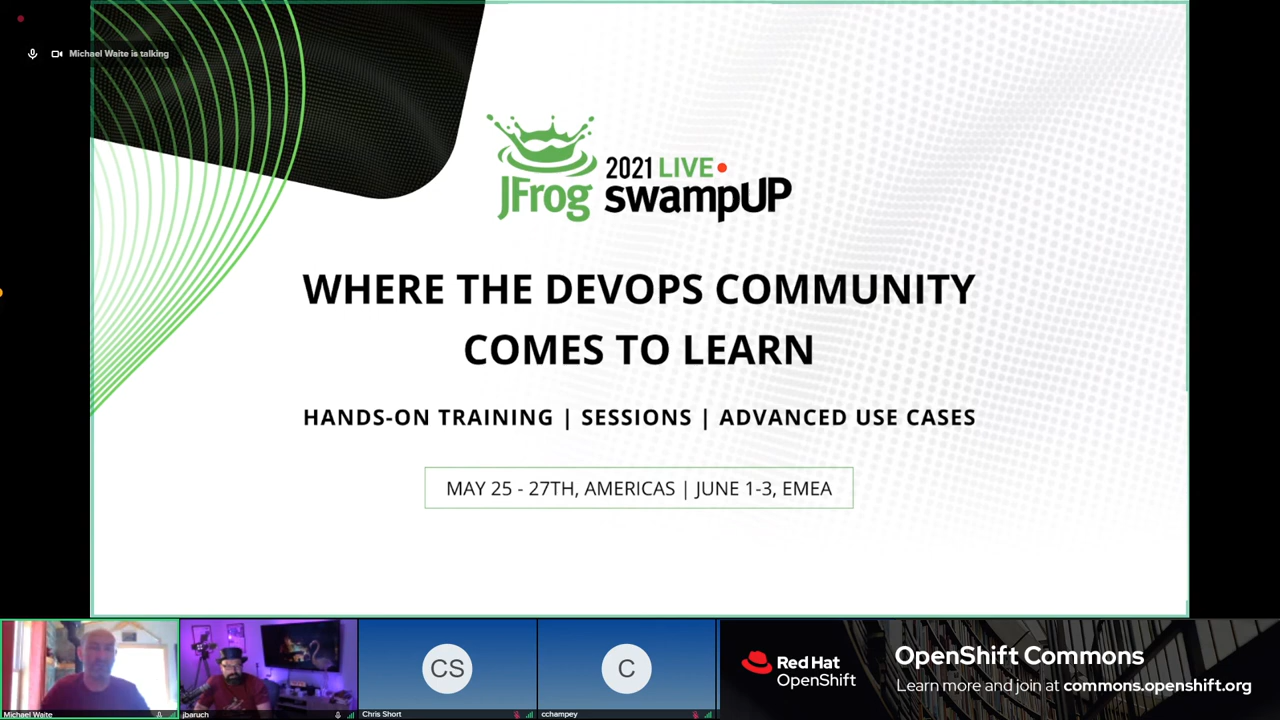 Michael Waite is talking
JFrog
2021 LIVE
swampUP
WHERE THE DEVOPS COMMUNITY
COMES TO LEARN
HANDS-ON TRAINING | SESSIONS | ADVANCED USE CASES
MAY 25 - 27TH, AMERICAS | JUNE 1-3, EMEA
CS
C
Michael Waite
jbaruch
Chris Short
cchampey
Red Hat
OpenShift
OpenShift Commons
Learn more and join at commons.openshift.org